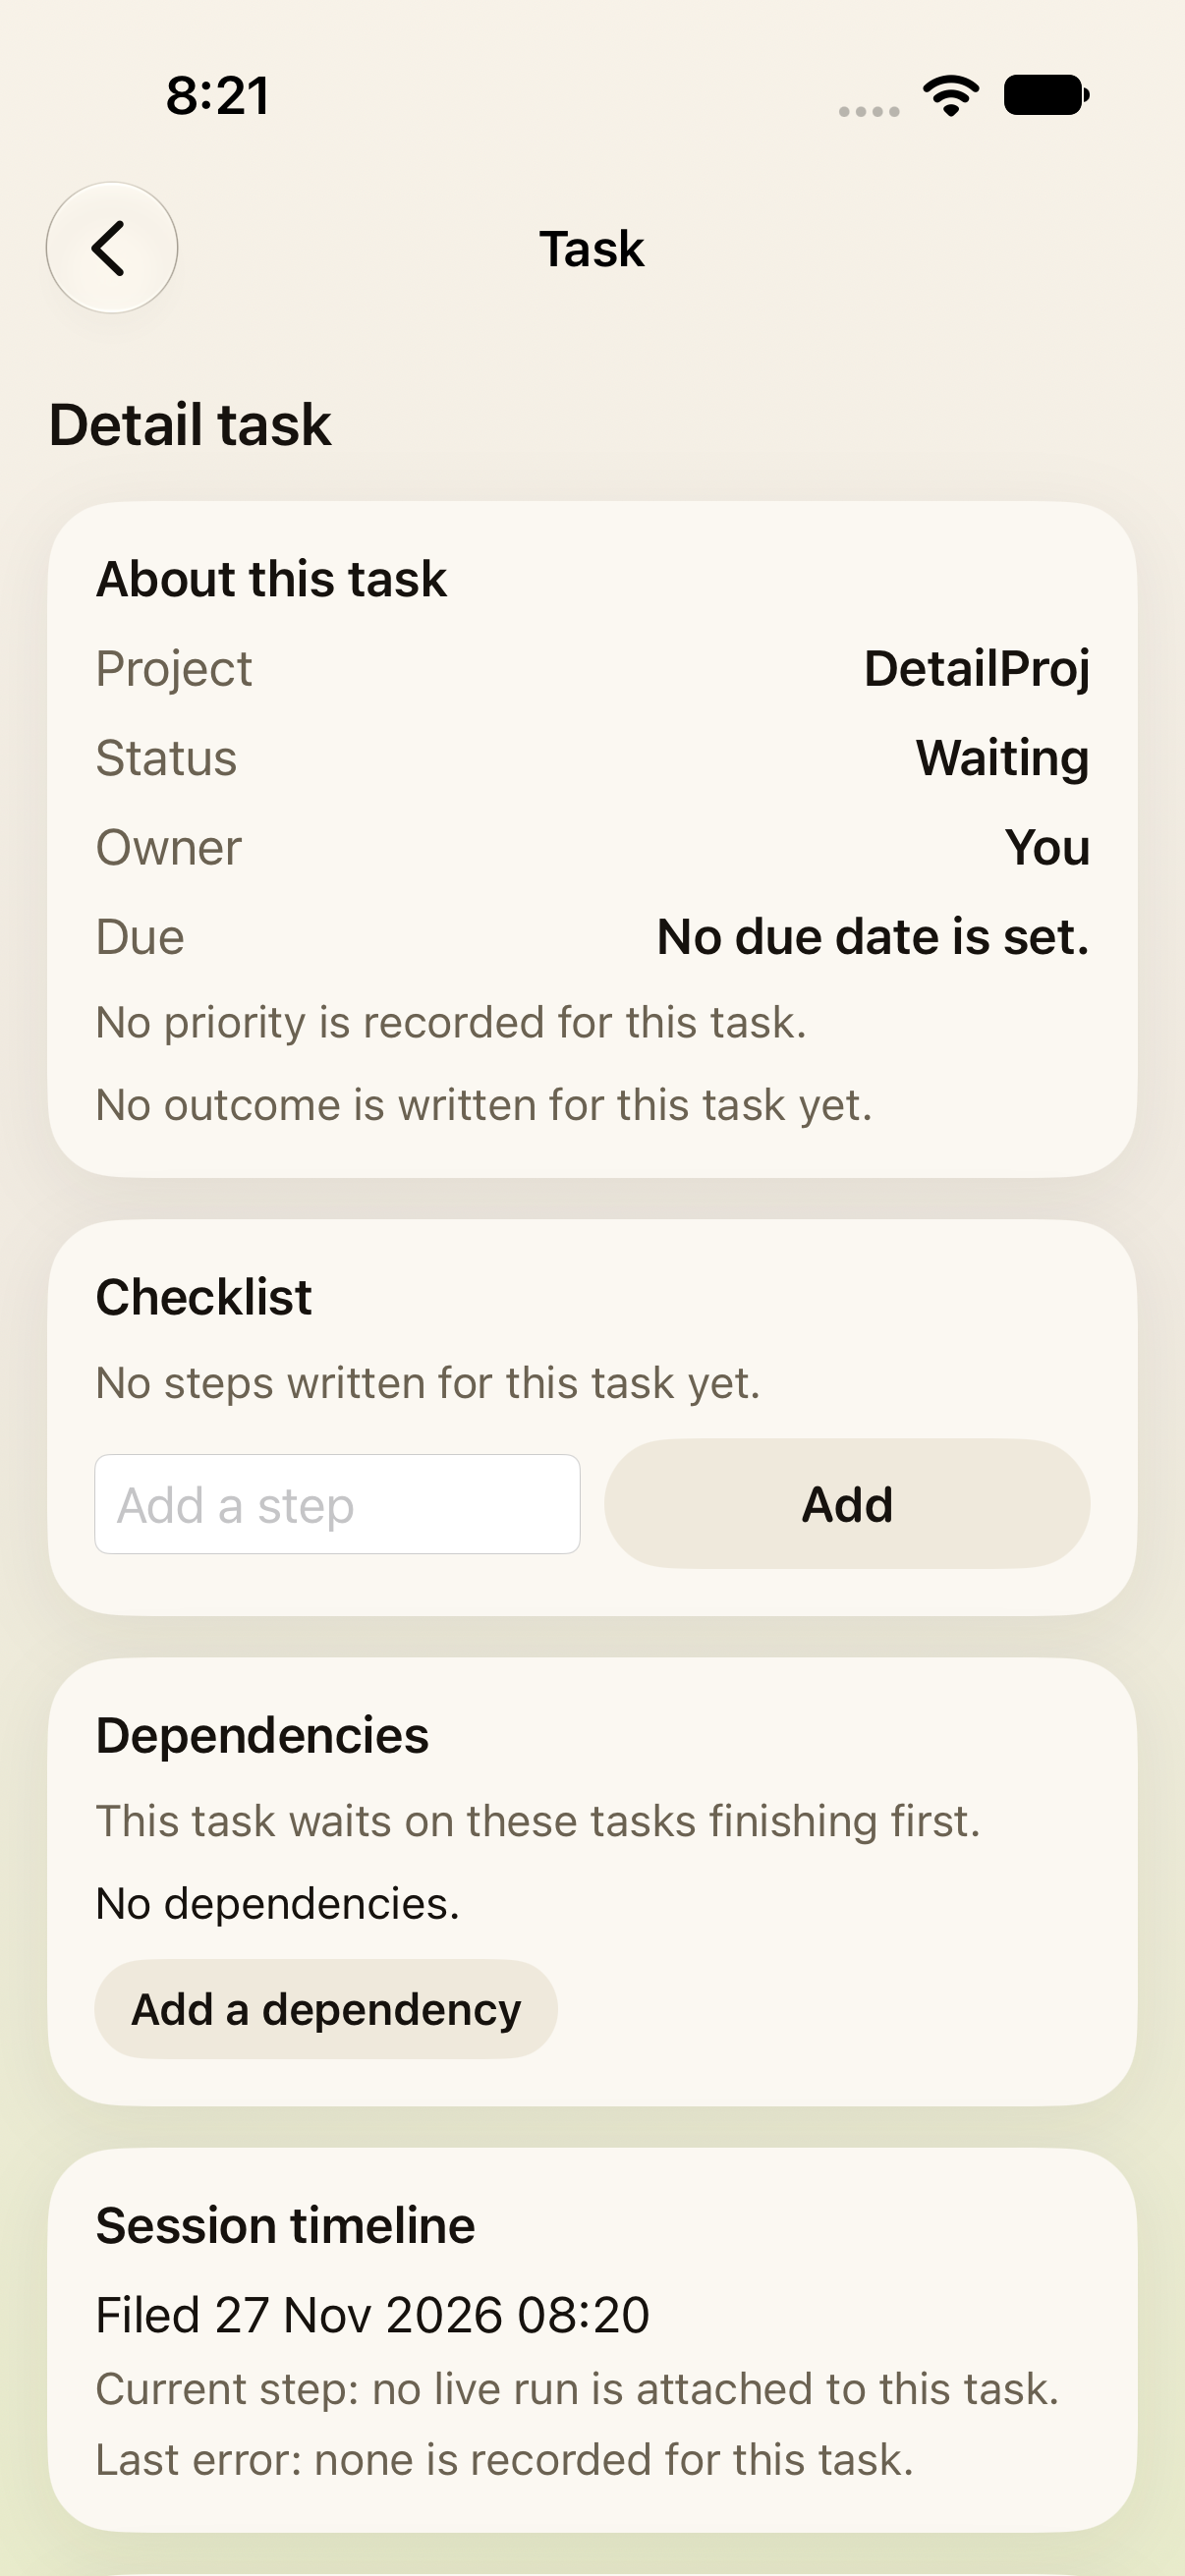 8:21
Task
Detail task
About this task
Project DetailProj
Status Waiting
Owner You
Due No due date is set.
No priority is recorded for this task.
No outcome is written for this task yet.
Checklist
No steps written for this task yet.
Add a step Add
Dependencies
This task waits on these tasks finishing first.
No dependencies.
Add a dependency
Session timeline
Filed 27 Nov 2026 08:20
Current step: no live run is attached to this task.
Last error: none is recorded for this task.